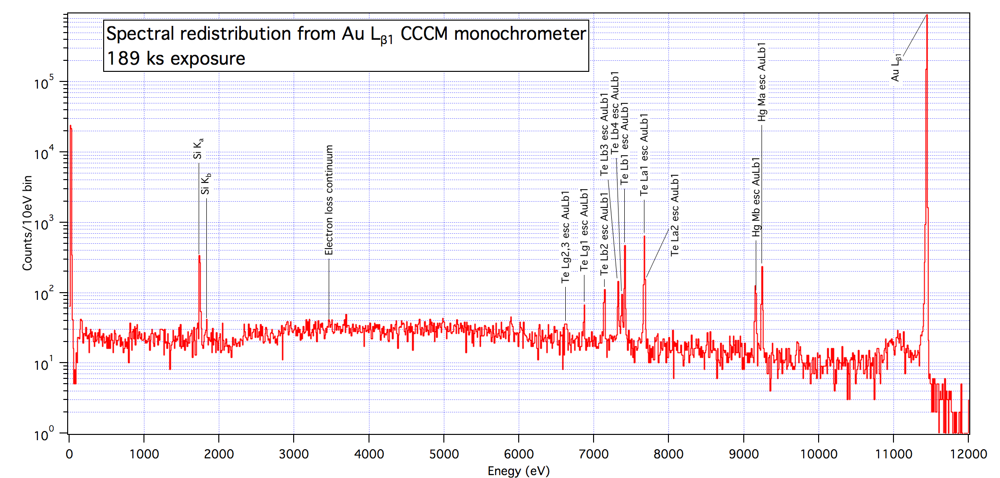 Spectral redistribution from Au Lβ1 CCCM monochrometer
189 ks exposure
Counts/10eV bin
10^5
10^4
10^3
10^2
10^1
10^0
Si Ka
Si Kb
Electron loss continuum
Te Lg2,3 esc AuLb1
Te Lg1 esc AuLb1
Te Lb2 esc AuLb1
Te Lb3 esc AuLb1
Te Lb4 esc AuLb1
Te Lb1 esc AuLb1
Te La1 esc AuLb1
Te La2 esc AuLb1
Hg Mb esc AuLb1
Hg Ma esc AuLb1
Au Lβ1
0 1000 2000 3000 4000 5000 6000 7000 8000 9000 10000 11000 12000
Enegy (eV)